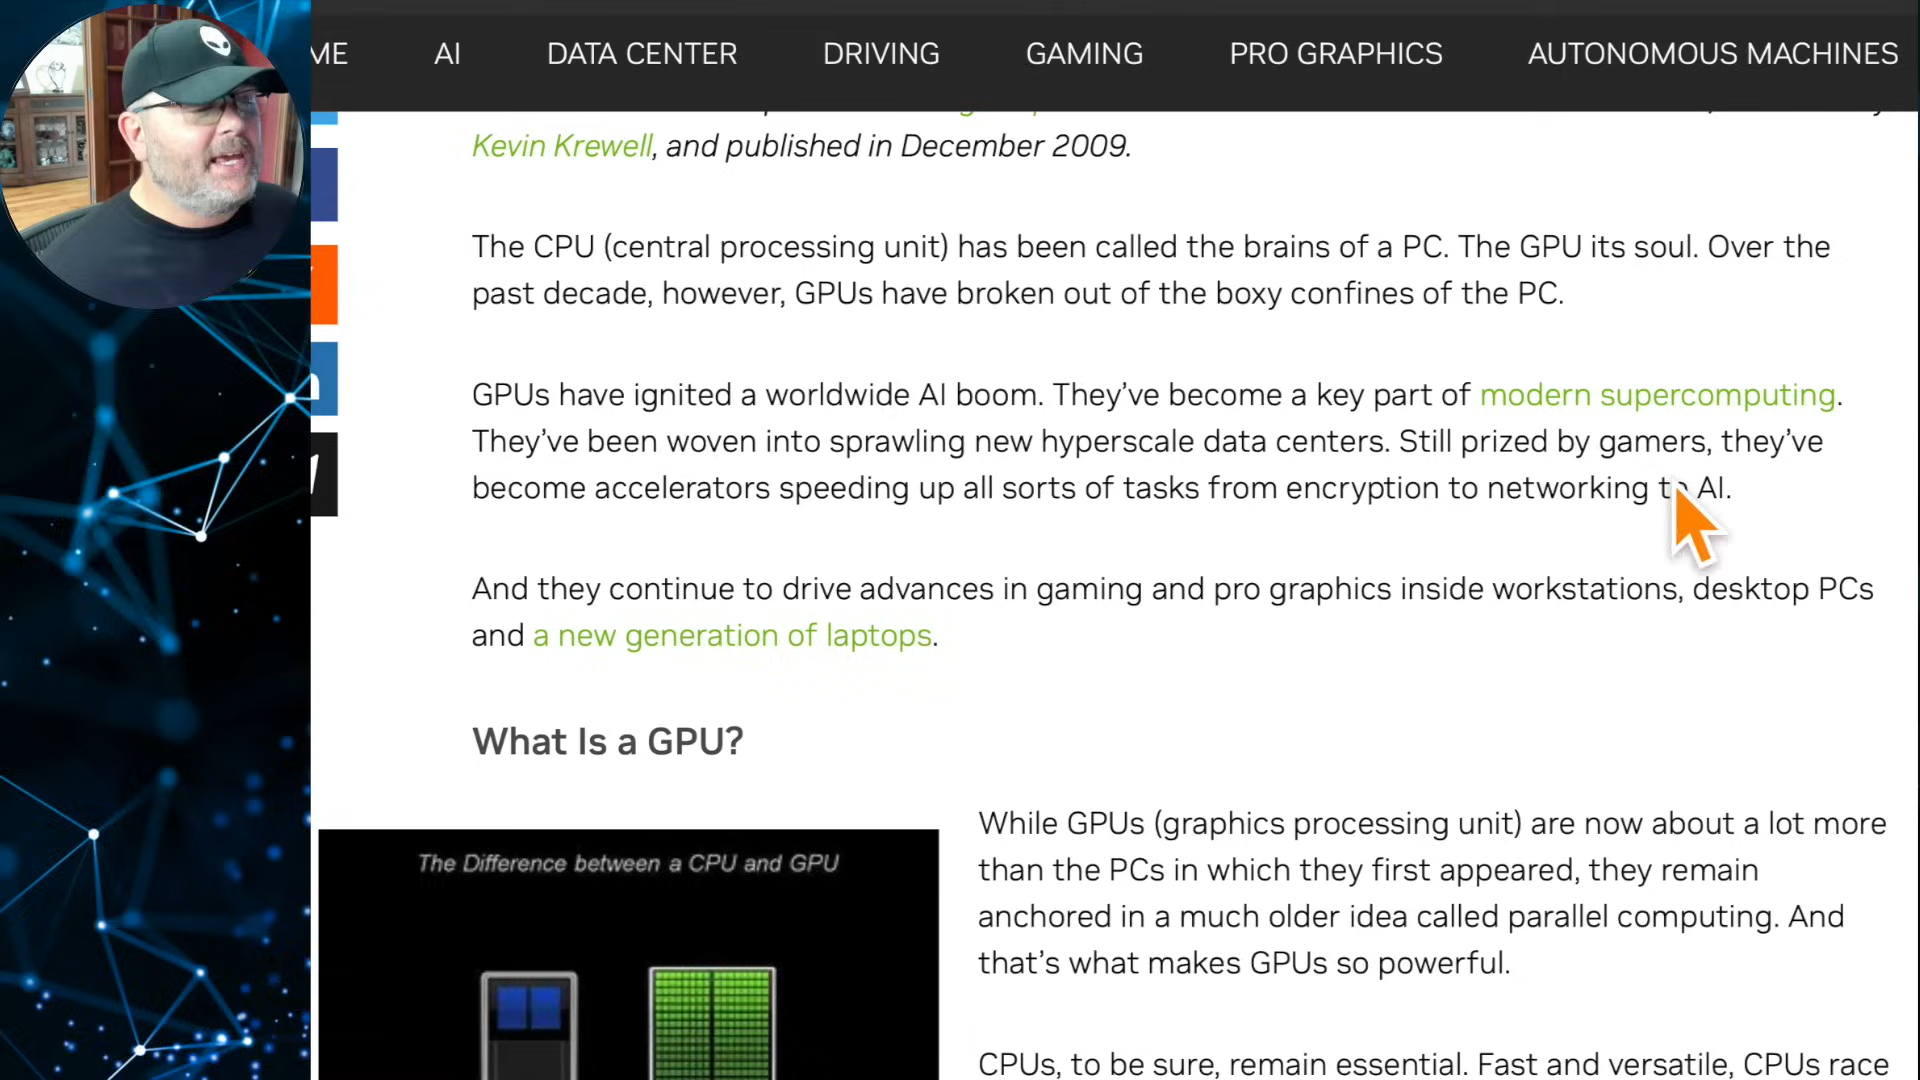 ME AI DATA CENTER DRIVING GAMING PRO GRAPHICS AUTONOMOUS MACHINES
Kevin Krewell, and published in December 2009.
The CPU (central processing unit) has been called the brains of a PC. The GPU its soul. Over the
past decade, however, GPUs have broken out of the boxy confines of the PC.
GPUs have ignited a worldwide AI boom. They’ve become a key part of modern supercomputing.
They’ve been woven into sprawling new hyperscale data centers. Still prized by gamers, they’ve
become accelerators speeding up all sorts of tasks from encryption to networking to AI.
And they continue to drive advances in gaming and pro graphics inside workstations, desktop PCs
and a new generation of laptops.
What Is a GPU?
The Difference between a CPU and GPU
While GPUs (graphics processing unit) are now about a lot more
than the PCs in which they first appeared, they remain
anchored in a much older idea called parallel computing. And
that’s what makes GPUs so powerful.
CPUs, to be sure, remain essential. Fast and versatile, CPUs race